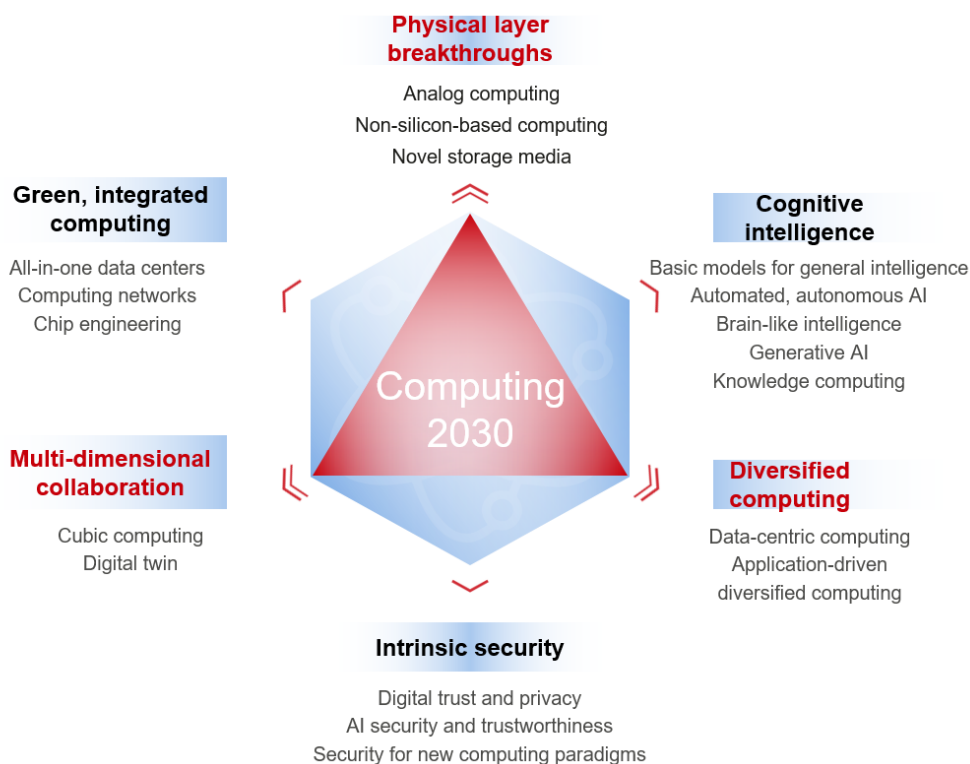 Physical layer
breakthroughs
Analog computing
Non-silicon-based computing
Novel storage media
Green, integrated
computing
All-in-one data centers
Computing networks
Chip engineering
Cognitive
intelligence
Basic models for general intelligence
Automated, autonomous AI
Brain-like intelligence
Generative AI
Knowledge computing
Computing
2030
Multi-dimensional
collaboration
Cubic computing
Digital twin
Diversified
computing
Data-centric computing
Application-driven
diversified computing
Intrinsic security
Digital trust and privacy
AI security and trustworthiness
Security for new computing paradigms